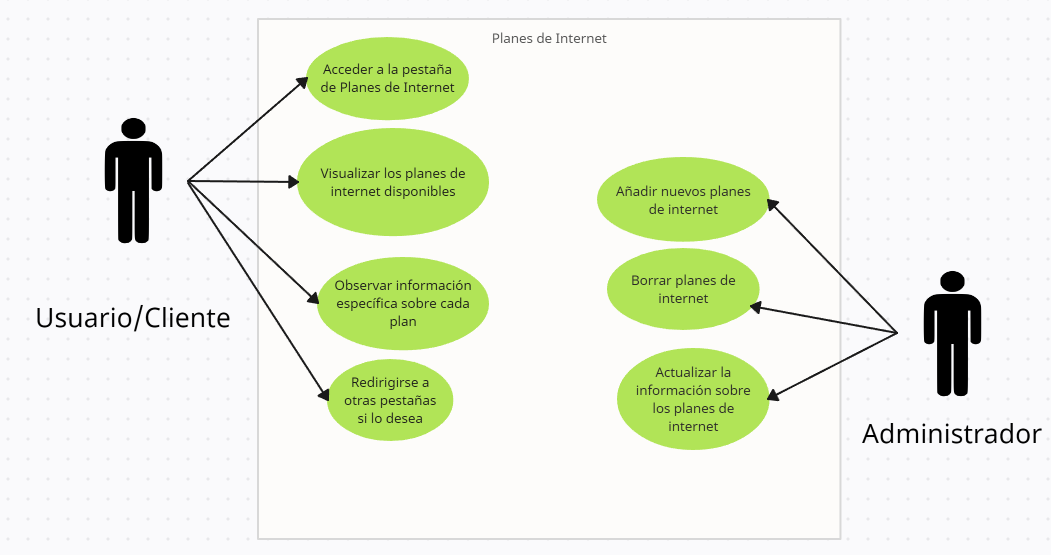 Planes de Internet
Acceder a la pestaña
de Planes de Internet
Visualizar los planes de
internet disponibles
Observar información
específica sobre cada
plan
Redirigirse a
otras pestañas
si lo desea
Usuario/Cliente
Añadir nuevos planes
de internet
Borrar planes de
internet
Actualizar la
información sobre
los planes de
internet
Administrador